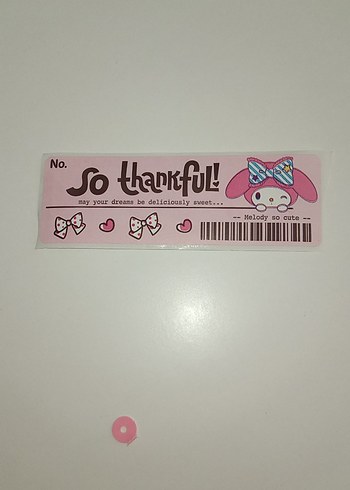 No.
So thankful!
may your dreams be deliciously sweet...
-- Melody so cute --